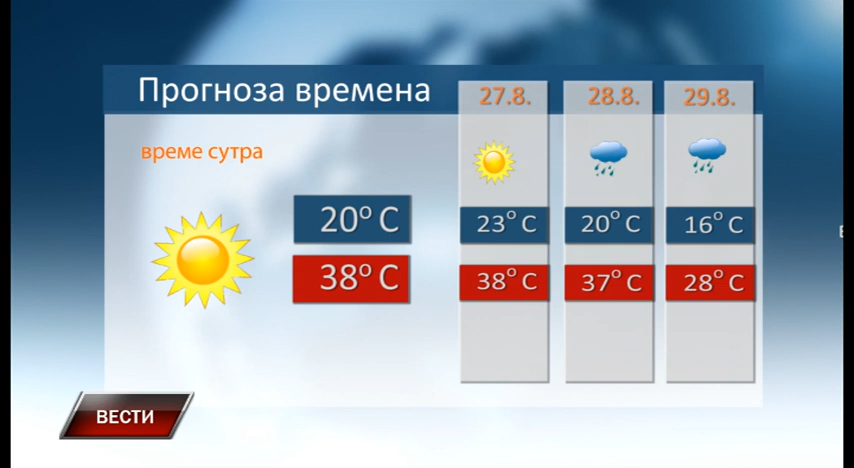 Прогноза времена
време сутра
20° C
38° C
27.8.
23° C
38° C
28.8.
20° C
37° C
29.8.
16° C
28° C
ВЕСТИ